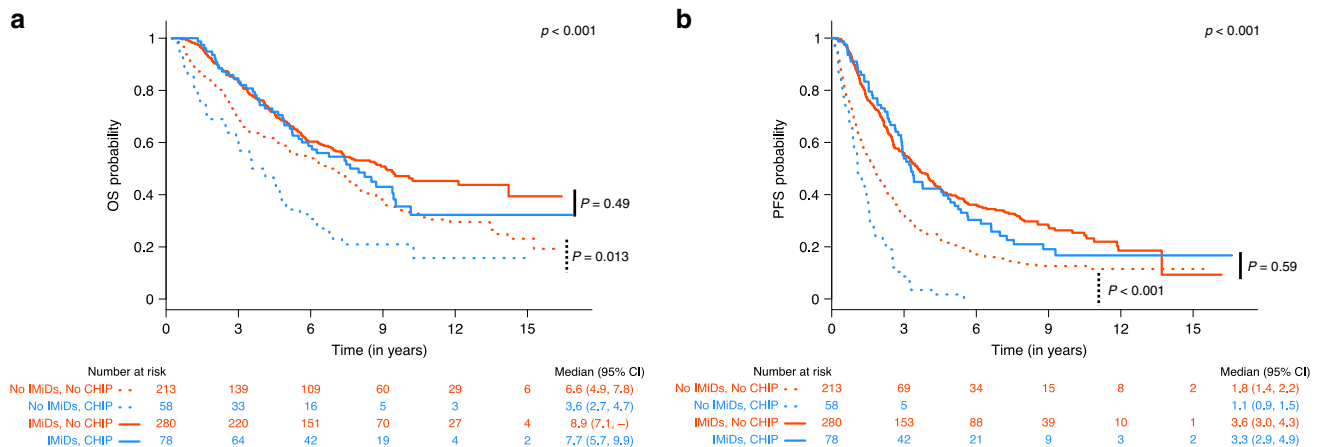 a
p < 0.001
1
0.8
0.6
0.4
0.2
0
OS probability
P = 0.49
P = 0.013
0 3 6 9 12 15
Time (in years)
Number at risk Median (95% CI)
No IMiDs, No CHIP 213 139 109 60 29 6 6.6 (4.9, 7.8)
No IMiDs, CHIP 58 33 16 5 3 3.6 (2.7, 4.7)
IMiDs, No CHIP 280 220 151 70 27 4 8.9 (7.1, –)
IMiDs, CHIP 78 64 42 19 4 2 7.7 (5.7, 9.9)
b
p < 0.001
1
0.8
0.6
0.4
0.2
0
PFS probability
P = 0.59
P < 0.001
0 3 6 9 12 15
Time (in years)
Number at risk Median (95% CI)
No IMiDs, No CHIP 213 69 34 15 8 2 1.8 (1.4, 2.2)
No IMiDs, CHIP 58 5 1.1 (0.9, 1.5)
IMiDs, No CHIP 280 153 88 39 10 1 3.6 (3.0, 4.3)
IMiDs, CHIP 78 42 21 9 3 2 3.3 (2.9, 4.9)